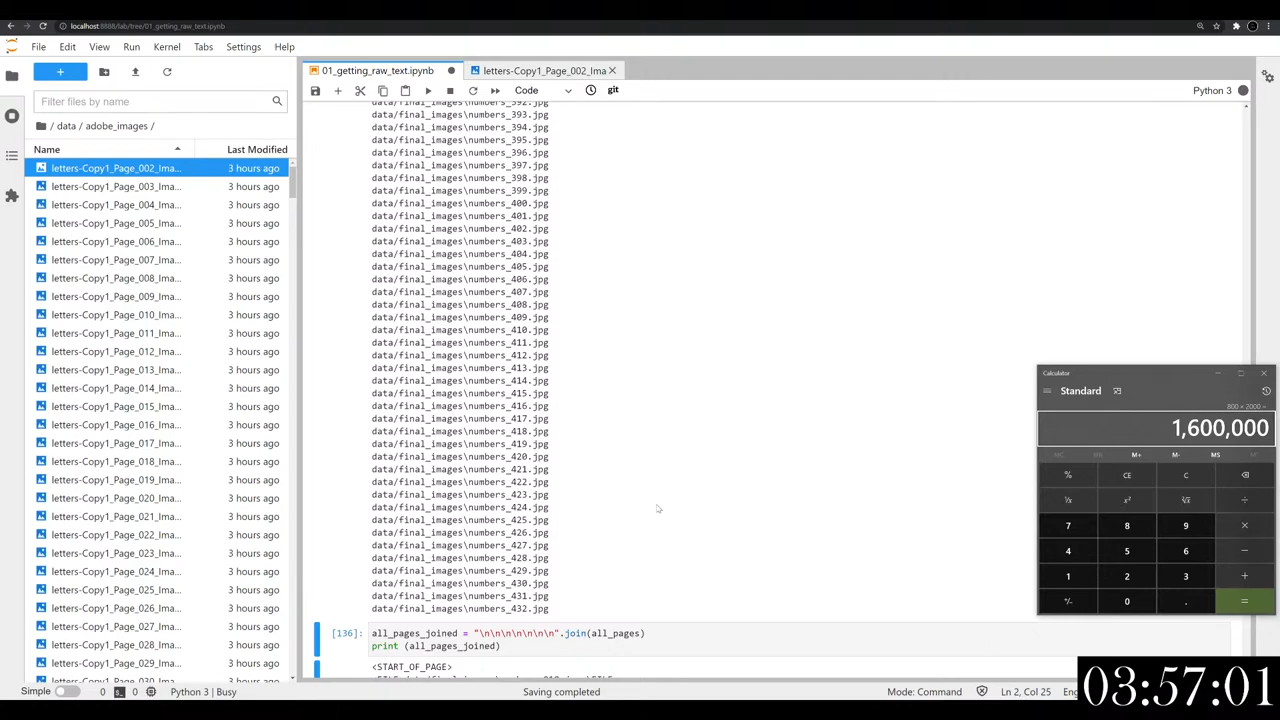 localhost:8888/lab/tree/01_getting_raw_text.ipynb
File Edit View Run Kernel Tabs Settings Help
+
Filter files by name
/ data / adobe_images /
Name Last Modified
letters-Copy1_Page_002_Ima... 3 hours ago
letters-Copy1_Page_003_Ima... 3 hours ago
letters-Copy1_Page_004_Ima... 3 hours ago
letters-Copy1_Page_005_Ima... 3 hours ago
letters-Copy1_Page_006_Ima... 3 hours ago
letters-Copy1_Page_007_Ima... 3 hours ago
letters-Copy1_Page_008_Ima... 3 hours ago
letters-Copy1_Page_009_Ima... 3 hours ago
letters-Copy1_Page_010_Ima... 3 hours ago
letters-Copy1_Page_011_Ima... 3 hours ago
letters-Copy1_Page_012_Ima... 3 hours ago
letters-Copy1_Page_013_Ima... 3 hours ago
letters-Copy1_Page_014_Ima... 3 hours ago
letters-Copy1_Page_015_Ima... 3 hours ago
letters-Copy1_Page_016_Ima... 3 hours ago
letters-Copy1_Page_017_Ima... 3 hours ago
letters-Copy1_Page_018_Ima... 3 hours ago
letters-Copy1_Page_019_Ima... 3 hours ago
letters-Copy1_Page_020_Ima... 3 hours ago
letters-Copy1_Page_021_Ima... 3 hours ago
letters-Copy1_Page_022_Ima... 3 hours ago
letters-Copy1_Page_023_Ima... 3 hours ago
letters-Copy1_Page_024_Ima... 3 hours ago
letters-Copy1_Page_025_Ima... 3 hours ago
letters-Copy1_Page_026_Ima... 3 hours ago
letters-Copy1_Page_027_Ima... 3 hours ago
letters-Copy1_Page_028_Ima... 3 hours ago
letters-Copy1_Page_029_Ima... 3 hours ago
letters-Copy1_Page_030_Ima... 3 hours ago
01_getting_raw_text.ipynb letters-Copy1_Page_002_Ima
Code git Python 3
data/final_images\numbers_392.jpg
data/final_images\numbers_393.jpg
data/final_images\numbers_394.jpg
data/final_images\numbers_395.jpg
data/final_images\numbers_396.jpg
data/final_images\numbers_397.jpg
data/final_images\numbers_398.jpg
data/final_images\numbers_399.jpg
data/final_images\numbers_400.jpg
data/final_images\numbers_401.jpg
data/final_images\numbers_402.jpg
data/final_images\numbers_403.jpg
data/final_images\numbers_404.jpg
data/final_images\numbers_405.jpg
data/final_images\numbers_406.jpg
data/final_images\numbers_407.jpg
data/final_images\numbers_408.jpg
data/final_images\numbers_409.jpg
data/final_images\numbers_410.jpg
data/final_images\numbers_411.jpg
data/final_images\numbers_412.jpg
data/final_images\numbers_413.jpg
data/final_images\numbers_414.jpg
data/final_images\numbers_415.jpg
data/final_images\numbers_416.jpg
data/final_images\numbers_417.jpg
data/final_images\numbers_418.jpg
data/final_images\numbers_419.jpg
data/final_images\numbers_420.jpg
data/final_images\numbers_421.jpg
data/final_images\numbers_422.jpg
data/final_images\numbers_423.jpg
data/final_images\numbers_424.jpg
data/final_images\numbers_425.jpg
data/final_images\numbers_426.jpg
data/final_images\numbers_427.jpg
data/final_images\numbers_428.jpg
data/final_images\numbers_429.jpg
data/final_images\numbers_430.jpg
data/final_images\numbers_431.jpg
data/final_images\numbers_432.jpg
[136]: all_pages_joined = "\n\n\n\n\n\n\n".join(all_pages)
print (all_pages_joined)
<START_OF_PAGE>
Calculator
Standard
800 × 2000 =
1,600,000
M+ M- MS
% CE C
¹/x x² ²√x ÷
7 8 9 ×
4 5 6 −
1 2 3 +
+/- 0 . =
Simple 0 0 Python 3 | Busy Saving completed Mode: Command Ln 2, Col 25
03:57:01